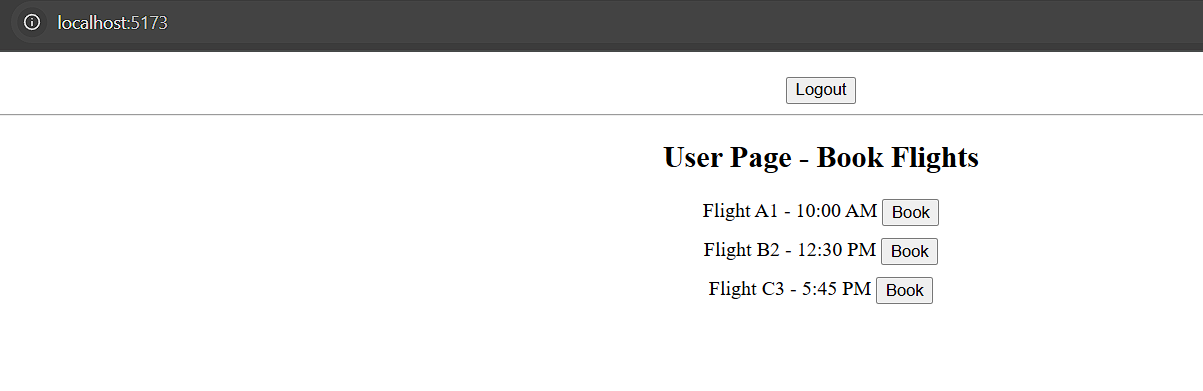 localhost:5173
Logout
User Page - Book Flights
Flight A1 - 10:00 AM Book
Flight B2 - 12:30 PM Book
Flight C3 - 5:45 PM Book